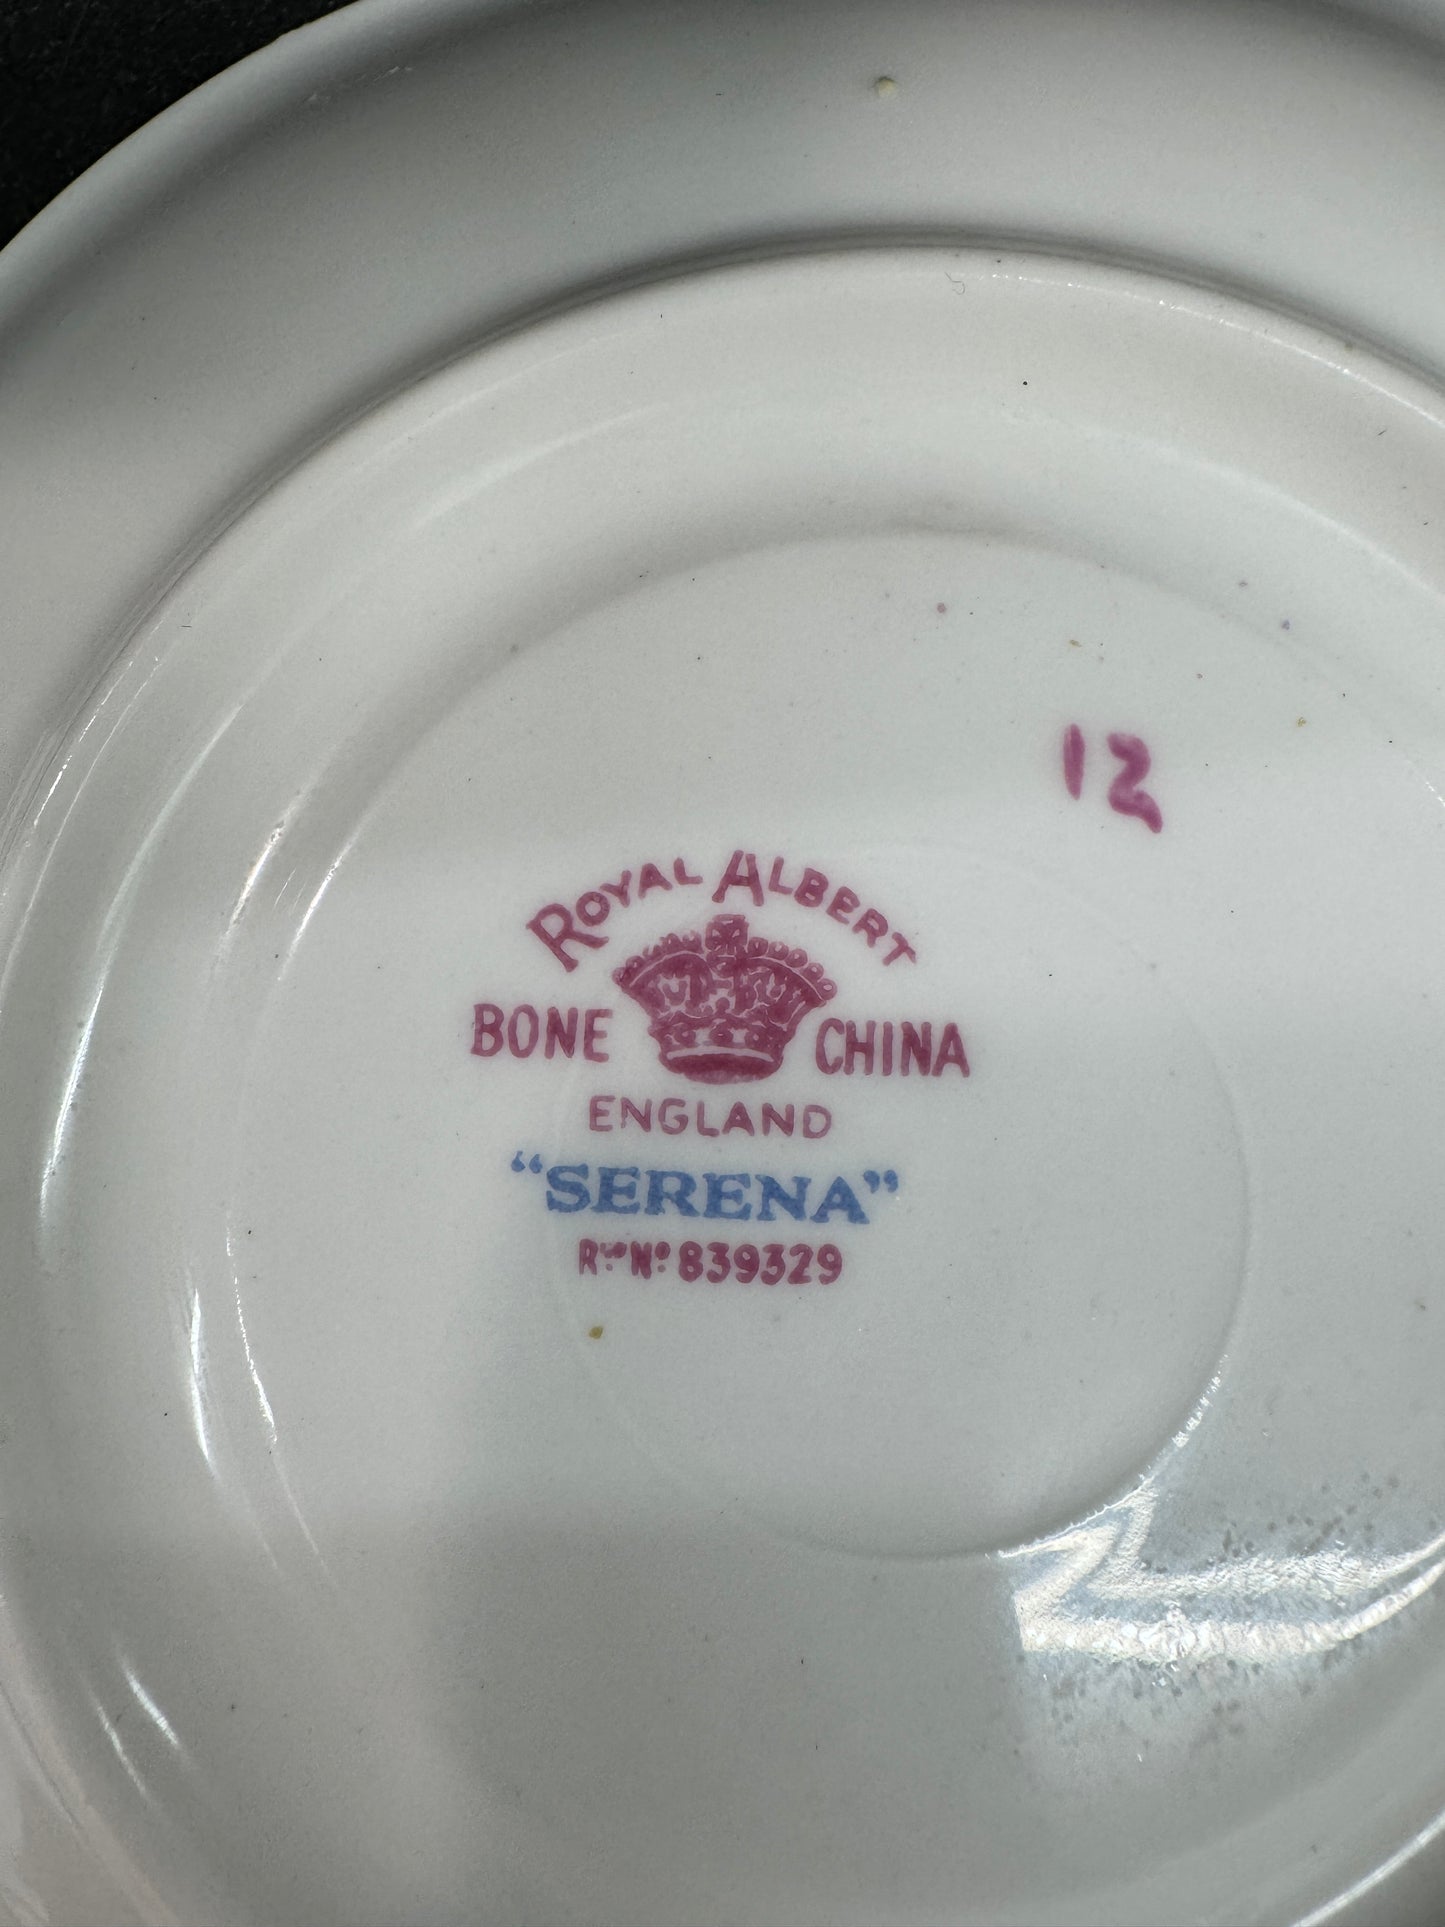 12
ROYAL ALBERT
BONE CHINA
ENGLAND
“SERENA”
Rᵈ Nº 839329